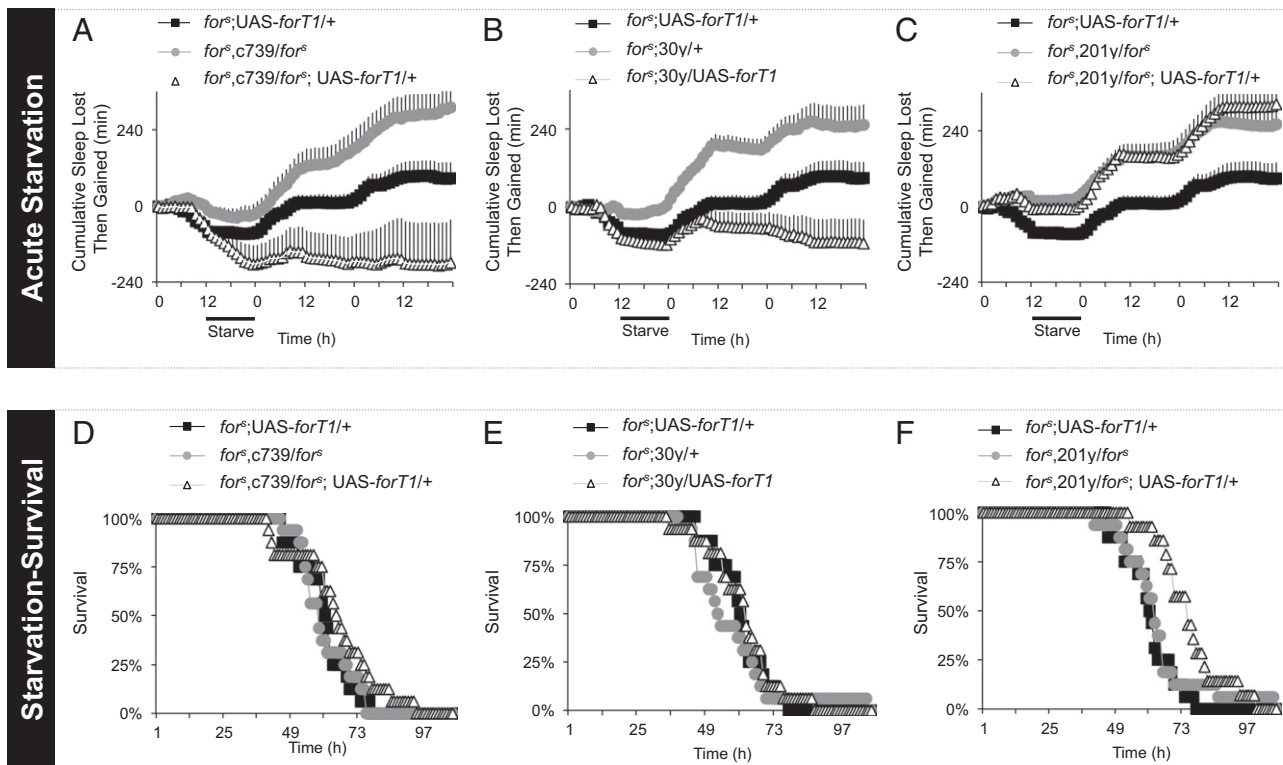 Acute Starvation
A
forˢ;UAS-forT1/+
forˢ,c739/forˢ
forˢ,c739/forˢ; UAS-forT1/+
Cumulative Sleep Lost
Then Gained (min)
240
0
-240
0 12 0 12 0 12
Starve
Time (h)
B
forˢ;UAS-forT1/+
forˢ;30y/+
forˢ;30y/UAS-forT1
Cumulative Sleep Lost
Then Gained (min)
240
0
-240
0 12 0 12 0 12
Starve
Time (h)
C
forˢ;UAS-forT1/+
forˢ,201y/forˢ
forˢ,201y/forˢ; UAS-forT1/+
Cumulative Sleep Lost
Then Gained (min)
240
0
-240
0 12 0 12 0 12
Starve
Time (h)
Starvation-Survival
D
forˢ;UAS-forT1/+
forˢ,c739/forˢ
forˢ,c739/forˢ; UAS-forT1/+
Survival
100%
75%
50%
25%
0%
1 25 49 73 97
Time (h)
E
forˢ;UAS-forT1/+
forˢ;30y/+
forˢ;30y/UAS-forT1
Survival
100%
75%
50%
25%
0%
1 25 49 73 97
Time (h)
F
forˢ;UAS-forT1/+
forˢ,201y/forˢ
forˢ,201y/forˢ; UAS-forT1/+
Survival
100%
75%
50%
25%
0%
1 25 49 73 97
Time (h)